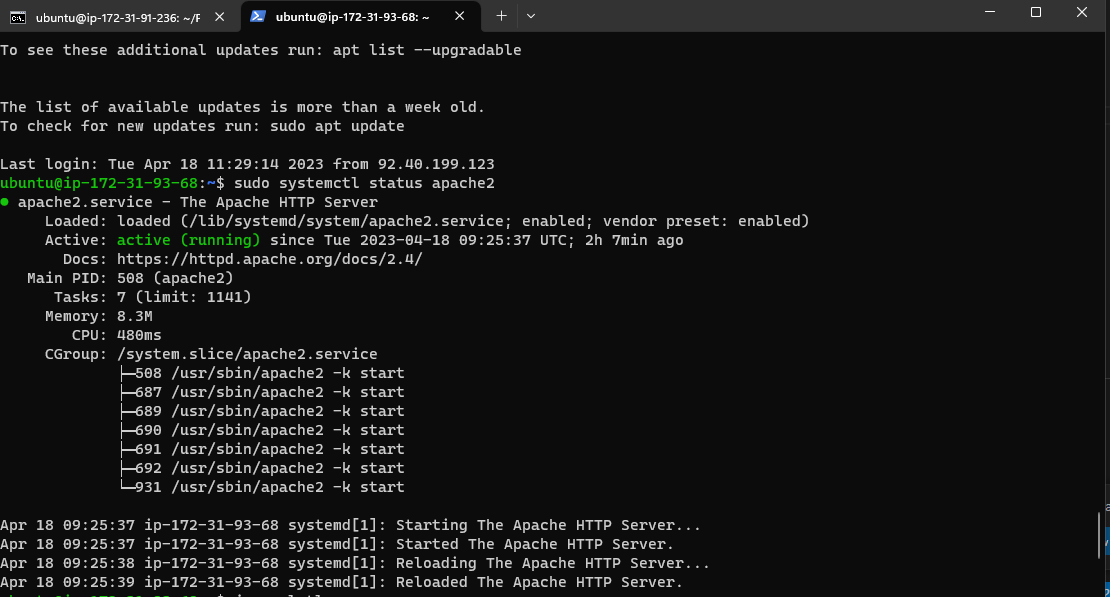 ubuntu@ip-172-31-91-236: ~/F
ubuntu@ip-172-31-93-68: ~
To see these additional updates run: apt list --upgradable
The list of available updates is more than a week old.
To check for new updates run: sudo apt update
Last login: Tue Apr 18 11:29:14 2023 from 92.40.199.123
ubuntu@ip-172-31-93-68:~$ sudo systemctl status apache2
● apache2.service - The Apache HTTP Server
Loaded: loaded (/lib/systemd/system/apache2.service; enabled; vendor preset: enabled)
Active: active (running) since Tue 2023-04-18 09:25:37 UTC; 2h 7min ago
Docs: https://httpd.apache.org/docs/2.4/
Main PID: 508 (apache2)
Tasks: 7 (limit: 1141)
Memory: 8.3M
CPU: 480ms
CGroup: /system.slice/apache2.service
├─508 /usr/sbin/apache2 -k start
├─687 /usr/sbin/apache2 -k start
├─689 /usr/sbin/apache2 -k start
├─690 /usr/sbin/apache2 -k start
├─691 /usr/sbin/apache2 -k start
├─692 /usr/sbin/apache2 -k start
└─931 /usr/sbin/apache2 -k start
Apr 18 09:25:37 ip-172-31-93-68 systemd[1]: Starting The Apache HTTP Server...
Apr 18 09:25:37 ip-172-31-93-68 systemd[1]: Started The Apache HTTP Server.
Apr 18 09:25:38 ip-172-31-93-68 systemd[1]: Reloading The Apache HTTP Server...
Apr 18 09:25:39 ip-172-31-93-68 systemd[1]: Reloaded The Apache HTTP Server.